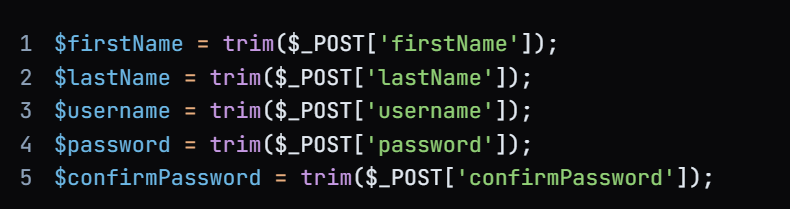 1 $firstName = trim($_POST['firstName']);
2 $lastName = trim($_POST['lastName']);
3 $username = trim($_POST['username']);
4 $password = trim($_POST['password']);
5 $confirmPassword = trim($_POST['confirmPassword']);